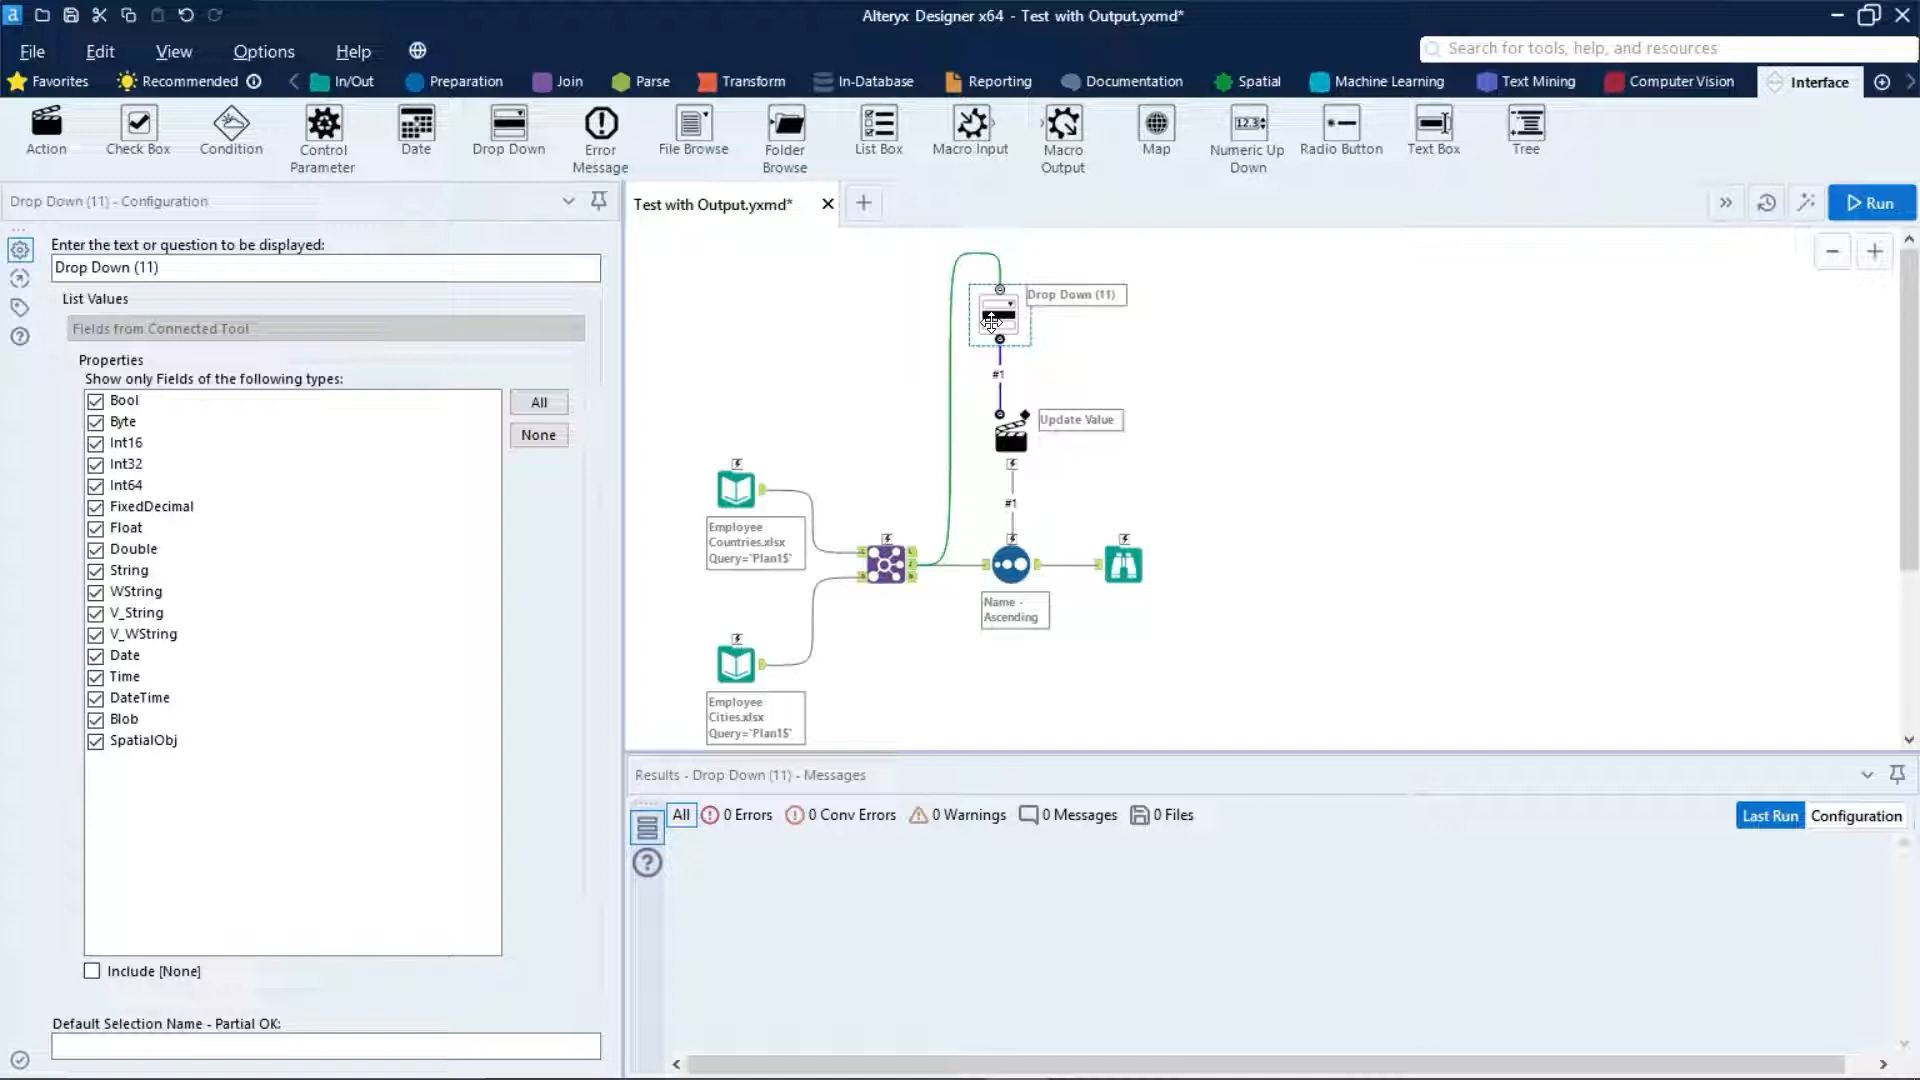 Alteryx Designer x64 - Test with Output.yxmd*
File Edit View Options Help
Search for tools, help, and resources
Favorites Recommended In/Out Preparation Join Parse Transform In-Database Reporting Documentation Spatial Machine Learning Text Mining Computer Vision Interface
Action Check Box Condition Control Parameter Date Drop Down Error Message File Browse Folder Browse List Box Macro Input Macro Output Map Numeric Up Down Radio Button Text Box Tree
Drop Down (11) - Configuration
Enter the text or question to be displayed:
Drop Down (11)
List Values
Fields from Connected Tool
Properties
Show only Fields of the following types:
Bool
Byte
Int16
Int32
Int64
FixedDecimal
Float
Double
String
WString
V_String
V_WString
Date
Time
DateTime
Blob
SpatialObj
All
None
Include [None]
Default Selection Name - Partial OK:
Test with Output.yxmd*
Run
Drop Down (11)
#1
Update Value
#1
Employee
Countries.xlsx
Query=`Plan1$`
Name -
Ascending
Employee
Cities.xlsx
Query=`Plan1$`
Results - Drop Down (11) - Messages
All 0 Errors 0 Conv Errors 0 Warnings 0 Messages 0 Files
Last Run Configuration